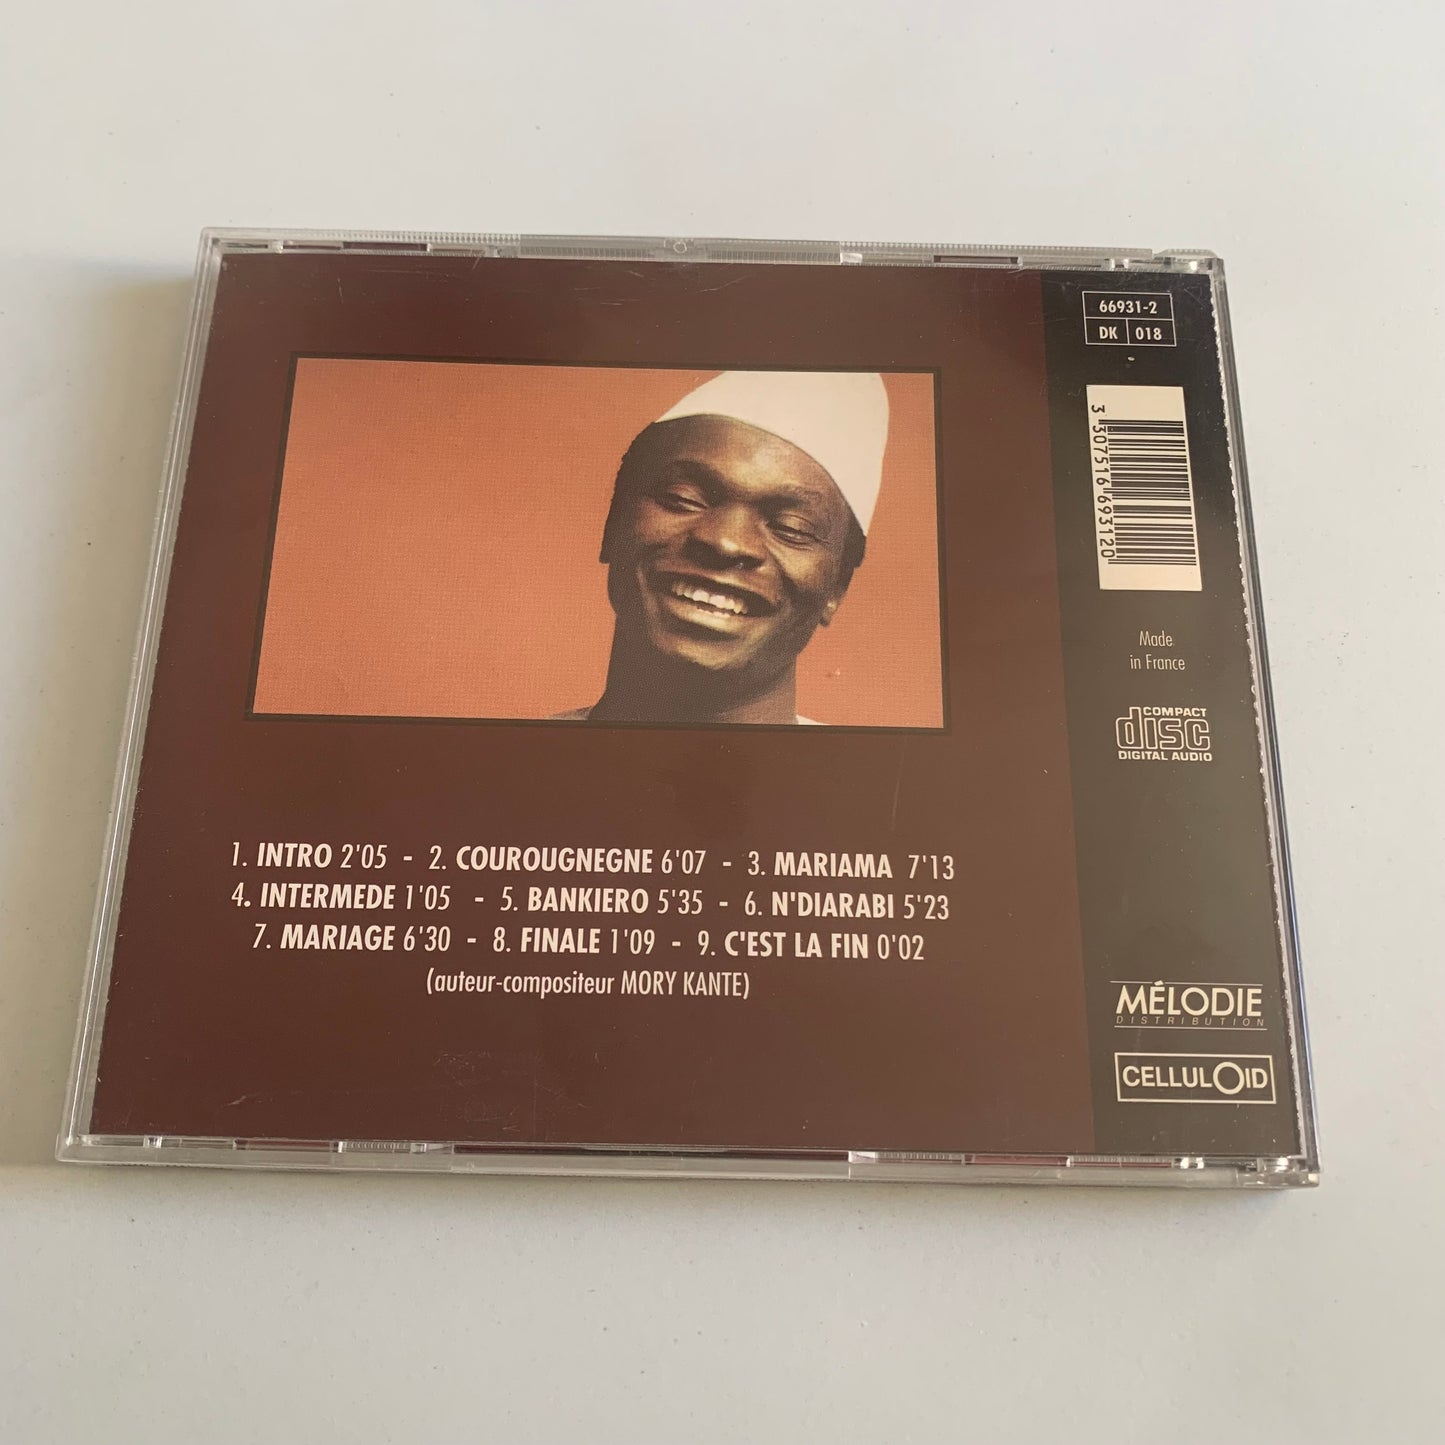 66931-2
DK 018
3 307516 693120
Made
in France
COMPACT
disc
DIGITAL AUDIO
1. INTRO 2'05 - 2. COUROUGNEGNE 6'07 - 3. MARIAMA 7'13
4. INTERMEDE 1'05 - 5. BANKIERO 5'35 - 6. N'DIARABI 5'23
7. MARIAGE 6'30 - 8. FINALE 1'09 - 9. C'EST LA FIN 0'02
(auteur-compositeur MORY KANTE)
MÉLODIE
DISTRIBUTION
CELLULOID